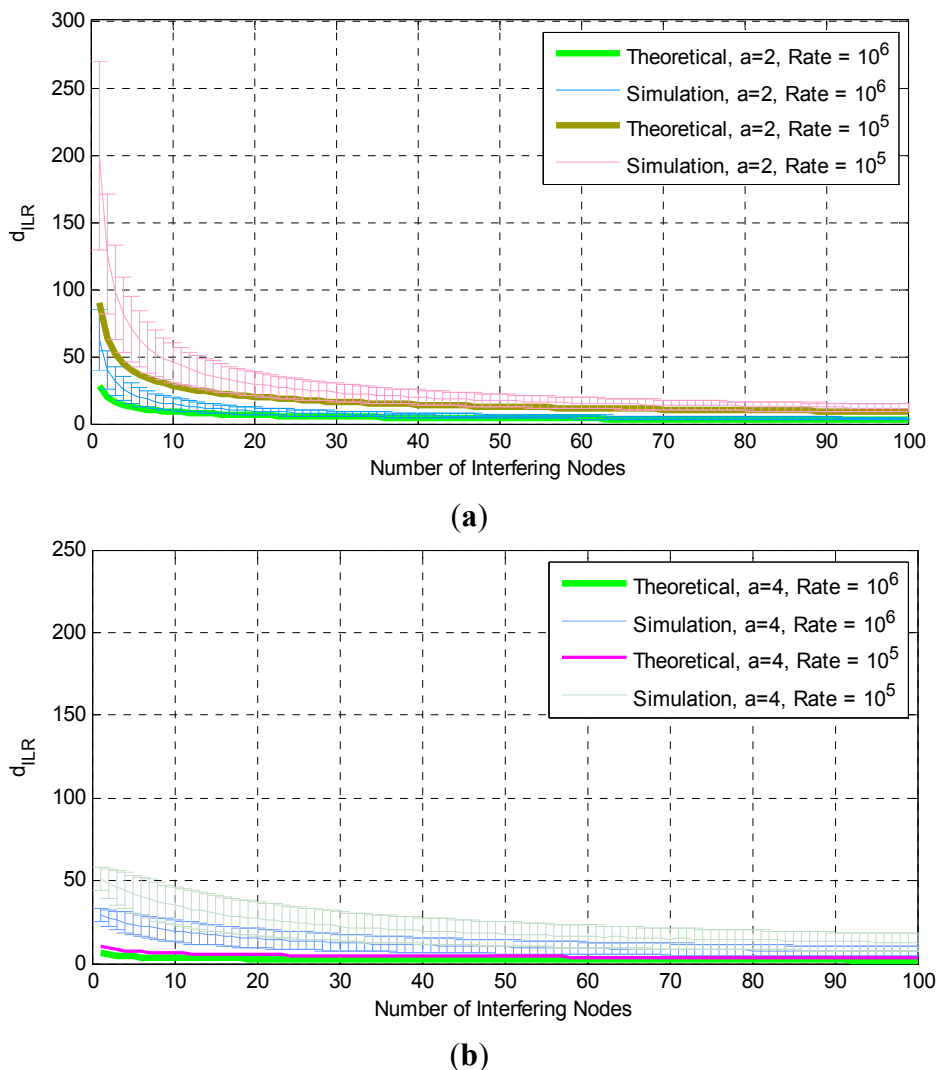 300
250
200
150
100
50
0
d_ILR
Theoretical, a=2, Rate = 10^6
Simulation, a=2, Rate = 10^6
Theoretical, a=2, Rate = 10^5
Simulation, a=2, Rate = 10^5
0 10 20 30 40 50 60 70 80 90 100
Number of Interfering Nodes
(a)
250
200
150
100
50
0
d_ILR
Theoretical, a=4, Rate = 10^6
Simulation, a=4, Rate = 10^6
Theoretical, a=4, Rate = 10^5
Simulation, a=4, Rate = 10^5
0 10 20 30 40 50 60 70 80 90 100
Number of Interfering Nodes
(b)